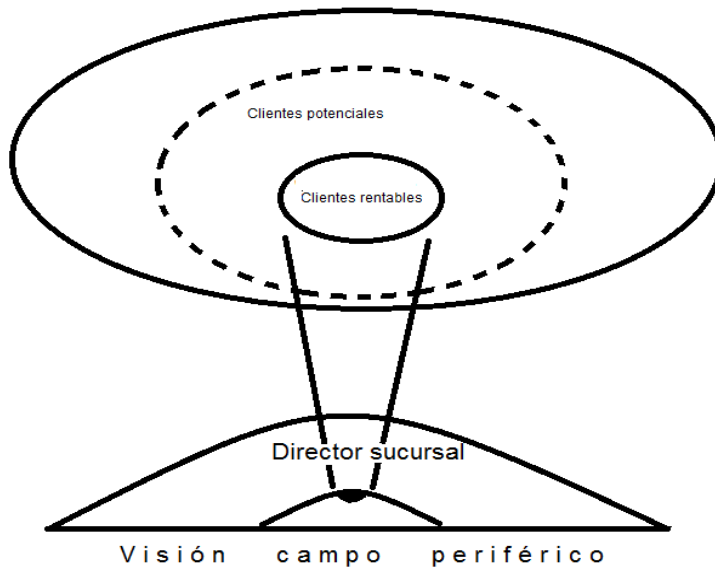 Clientes potenciales
Clientes rentables
Director sucursal
Visión campo periférico